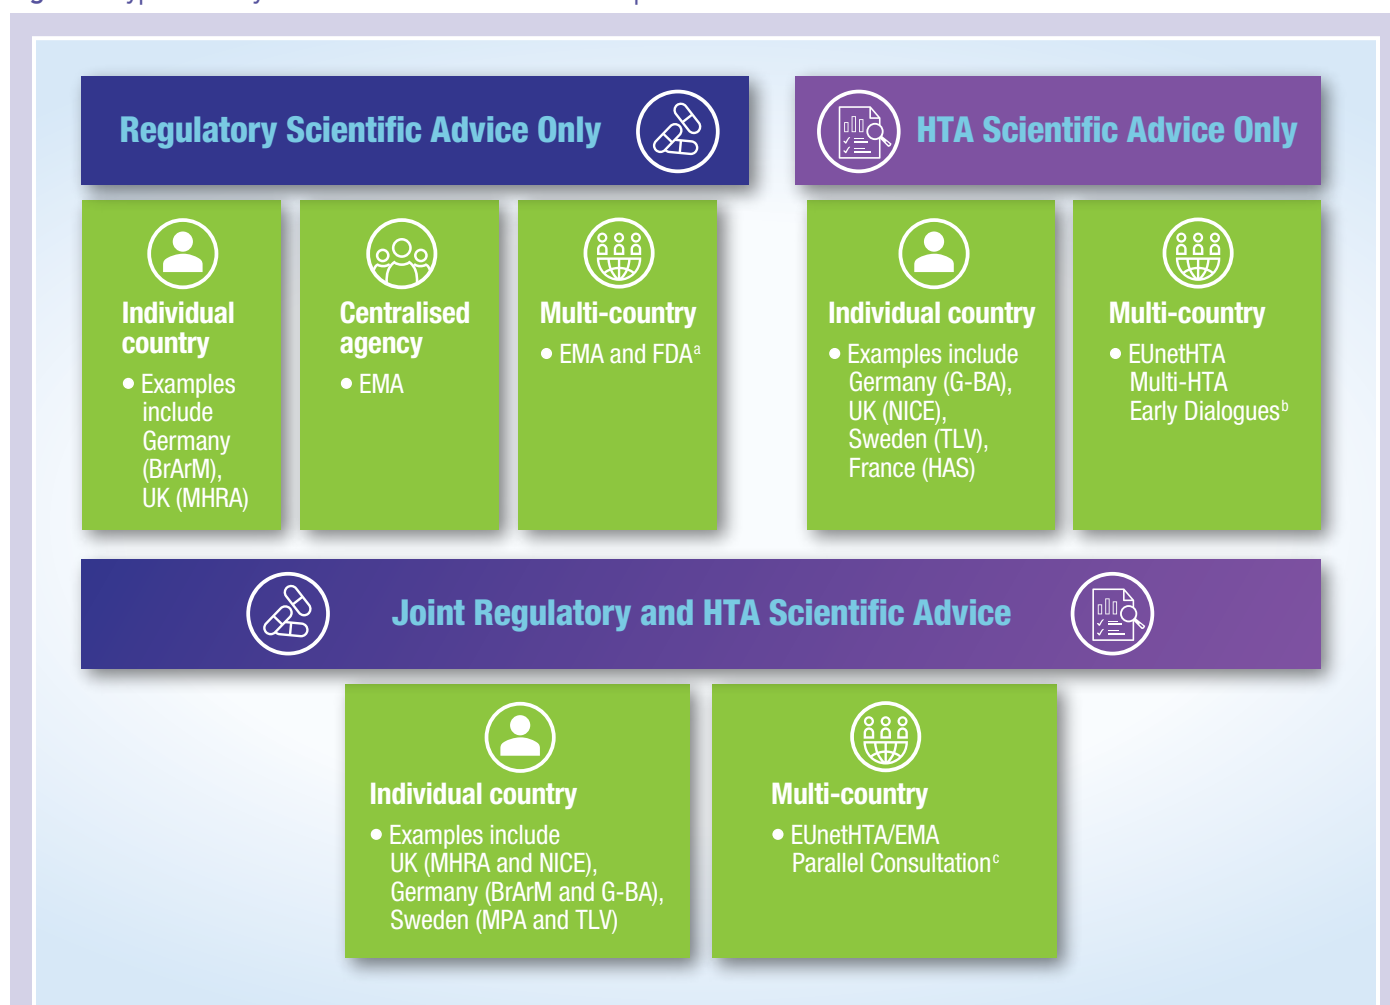 Regulatory Scientific Advice Only
HTA Scientific Advice Only
Individual
country
• Examples
include
Germany
(BrArM),
UK (MHRA)
Centralised
agency
• EMA
Multi-country
• EMA and FDAᵃ
Individual country
• Examples include
Germany (G-BA),
UK (NICE),
Sweden (TLV),
France (HAS)
Multi-country
• EUnetHTA
Multi-HTA
Early Dialoguesᵇ
Joint Regulatory and HTA Scientific Advice
Individual country
• Examples include
UK (MHRA and NICE),
Germany (BrArM and G-BA),
Sweden (MPA and TLV)
Multi-country
• EUnetHTA/EMA
Parallel Consultationᶜ